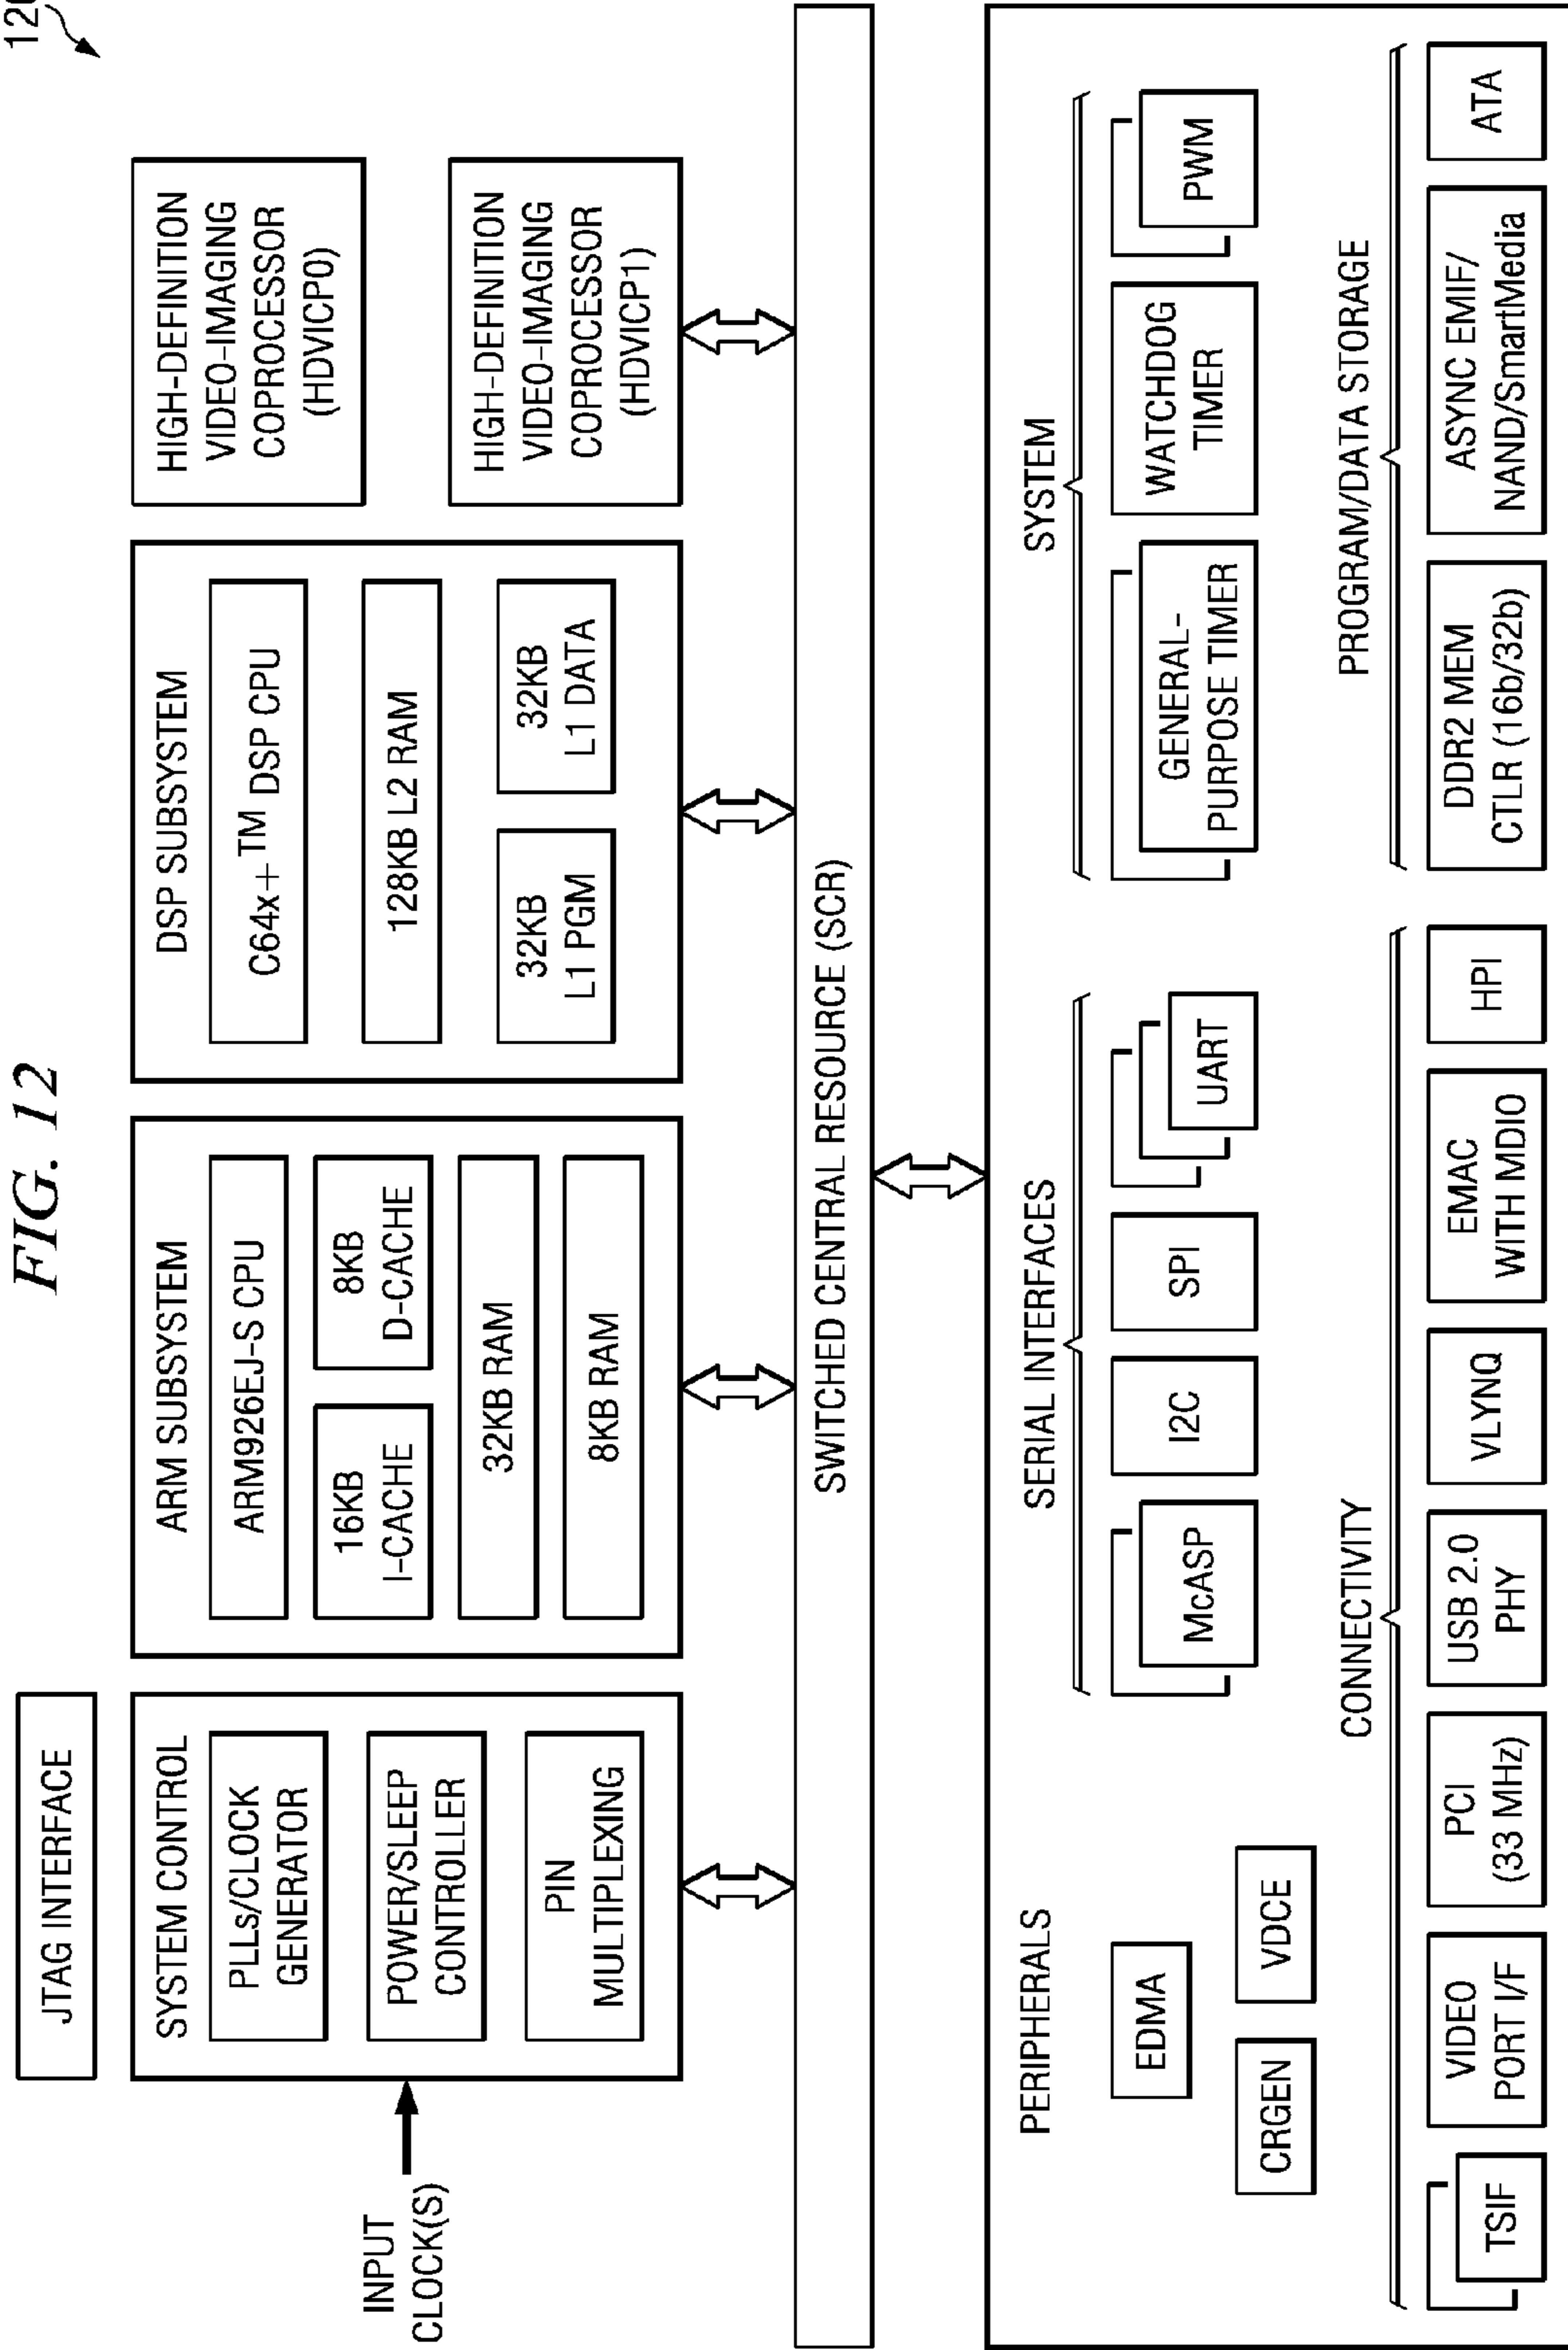 FIG. 12
JTAG INTERFACE
INPUT
CLOCK(S)
SYSTEM CONTROL
PLLs/CLOCK
GENERATOR
POWER/SLEEP
CONTROLLER
PIN
MULTIPLEXING
ARM SUBSYSTEM
ARM926EJ-S CPU
16KB
I-CACHE
8KB
D-CACHE
32KB RAM
8KB RAM
DSP SUBSYSTEM
C64x+™ DSP CPU
128KB L2 RAM
32KB
L1 PGM
32KB
L1 DATA
HIGH-DEFINITION
VIDEO-IMAGING
COPROCESSOR
(HDVICP0)
HIGH-DEFINITION
VIDEO-IMAGING
COPROCESSOR
(HDVICP1)
SWITCHED CENTRAL RESOURCE (SCR)
PERIPHERALS
EDMA
CRGEN
VDCE
SERIAL INTERFACES
McASP
I2C
SPI
UART
SYSTEM
GENERAL-
PURPOSE TIMER
WATCHDOG
TIMER
PWM
CONNECTIVITY
TSIF
VIDEO
PORT I/F
PCI
(33 MHz)
USB 2.0
PHY
VLYNQ
EMAC
WITH MDIO
HPI
PROGRAM/DATA STORAGE
DDR2 MEM
CTLR (16b/32b)
ASYNC EMIF/
NAND/SmartMedia
ATA